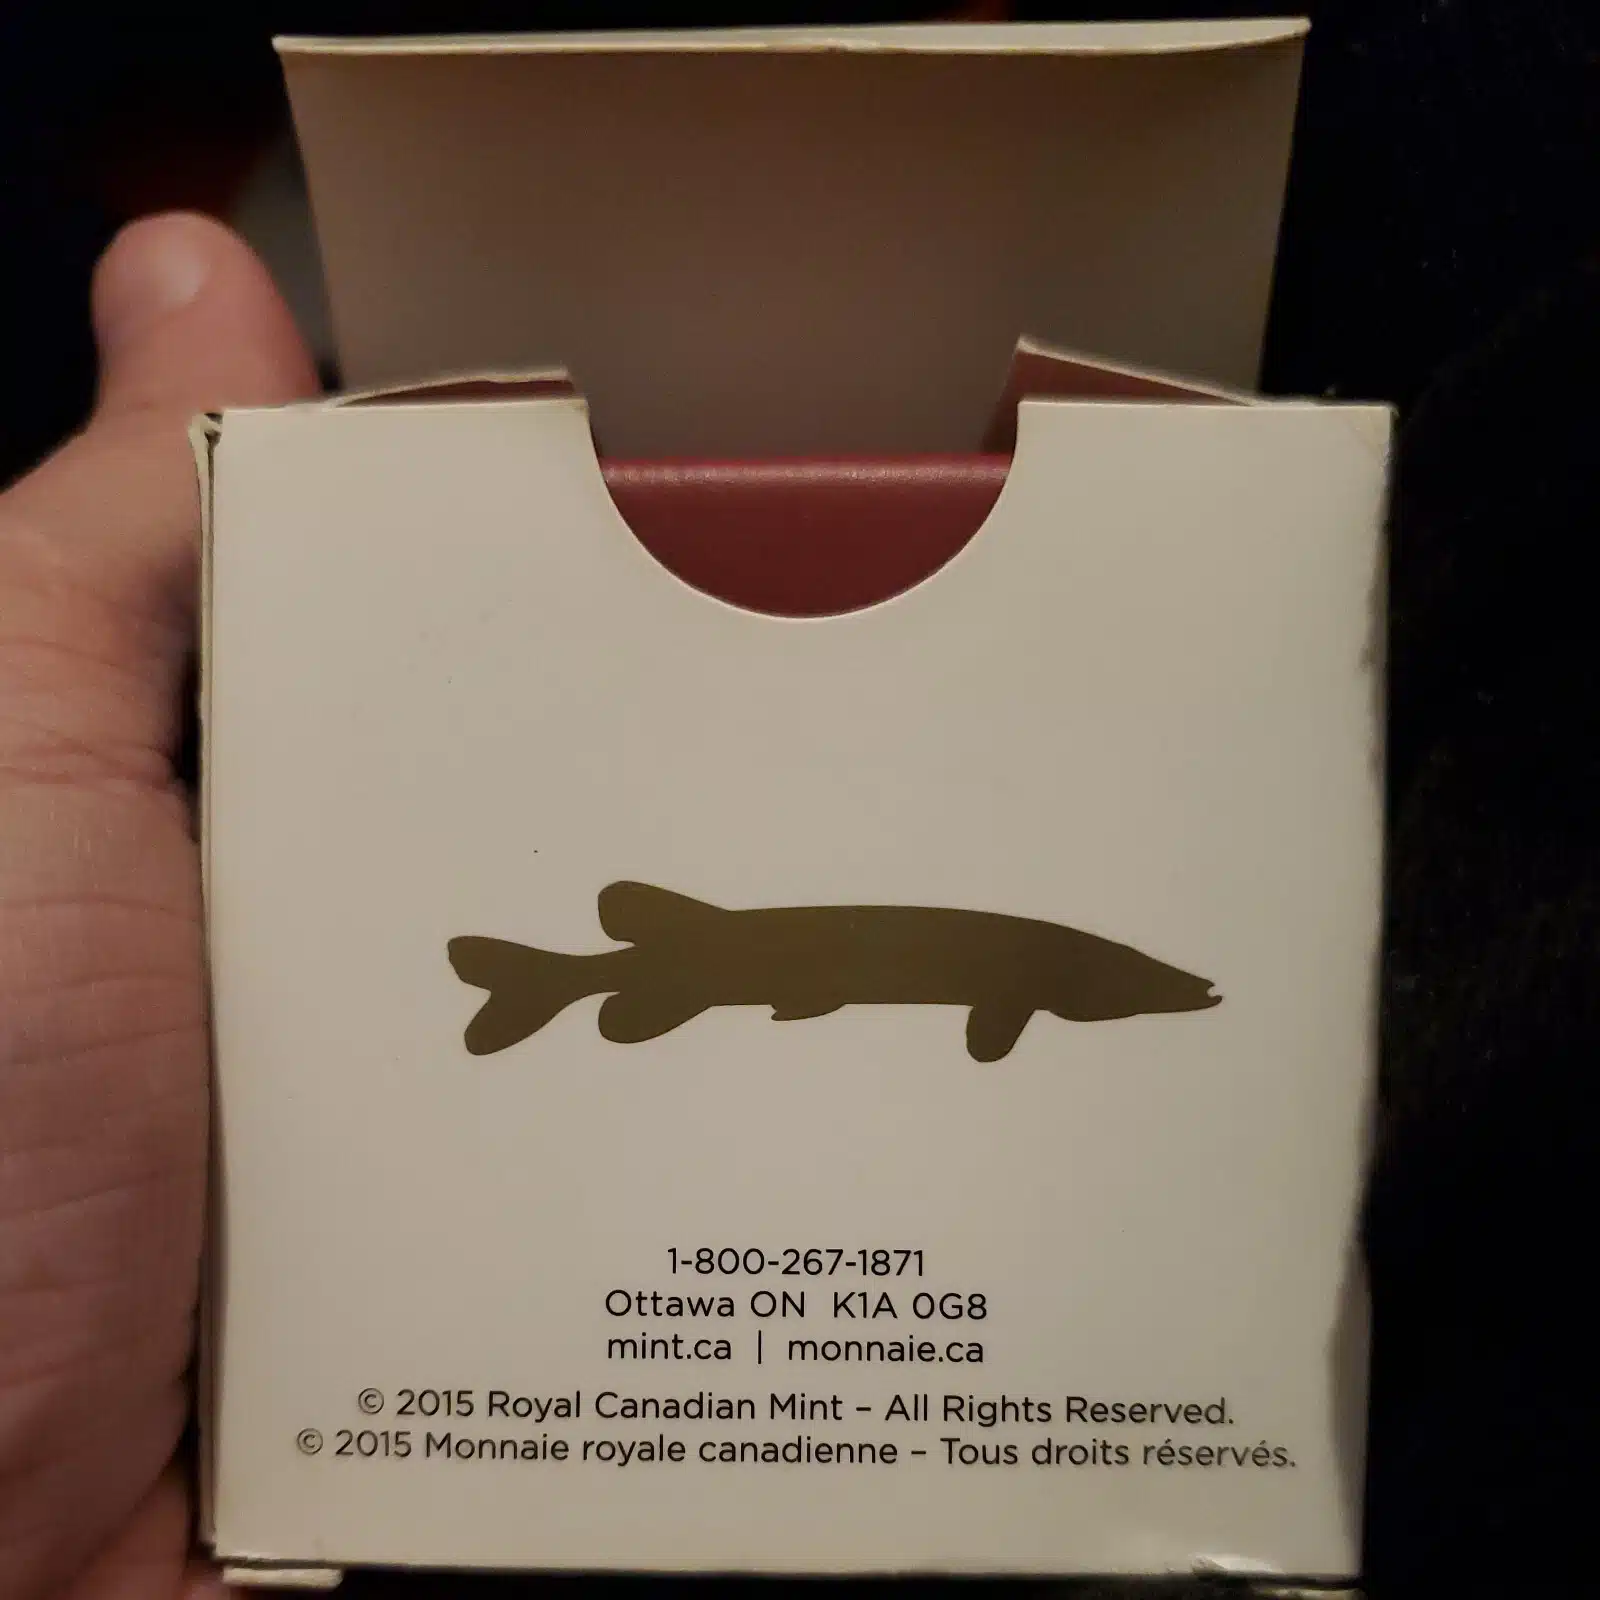 1-800-267-1871
Ottawa ON K1A 0G8
mint.ca | monnaie.ca
© 2015 Royal Canadian Mint – All Rights Reserved.
© 2015 Monnaie royale canadienne – Tous droits réservés.